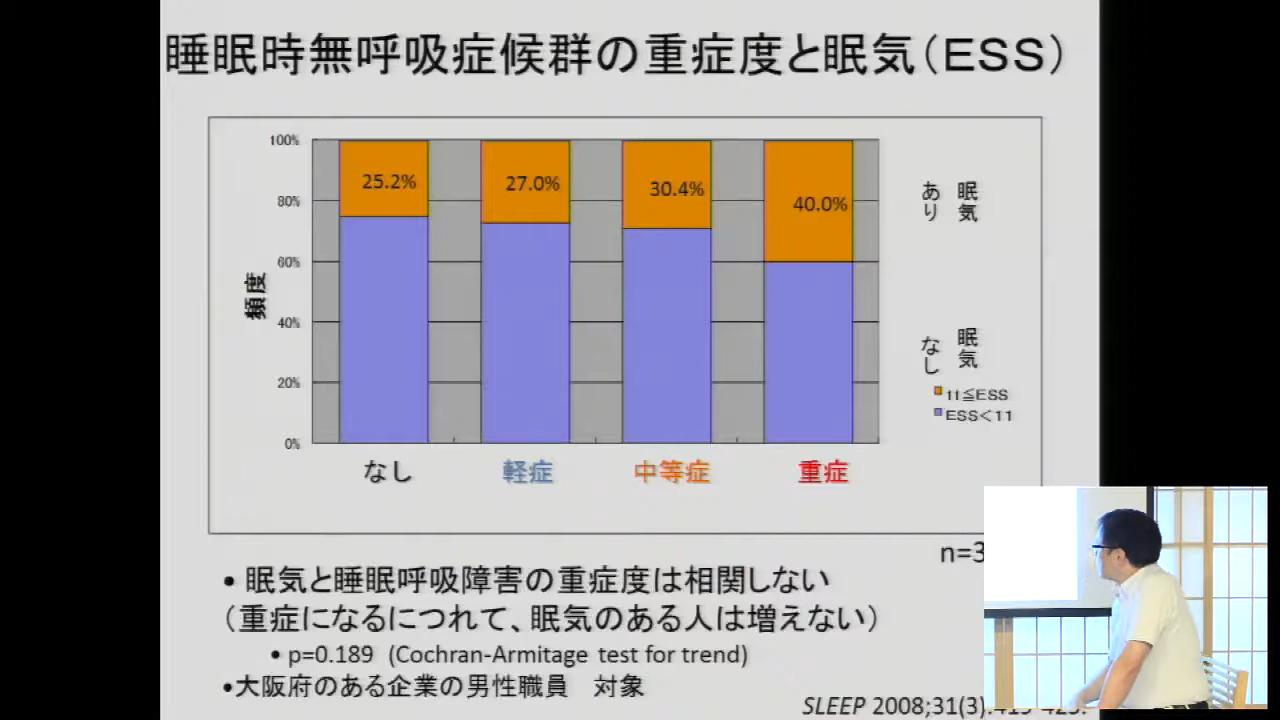 睡眠時無呼吸症候群の重症度と眠気（ESS）
100%
80%
60%
40%
20%
0%
頻度
25.2%
27.0%
30.4%
40.0%
なし
軽症
中等症
重症
眠気あり
眠気なし
11≦ESS
ESS＜11
n=3
• 眠気と睡眠呼吸障害の重症度は相関しない
（重症になるにつれて、眠気のある人は増えない）
• p=0.189 (Cochran-Armitage test for trend)
•大阪府のある企業の男性職員　対象
SLEEP 2008;31(3):